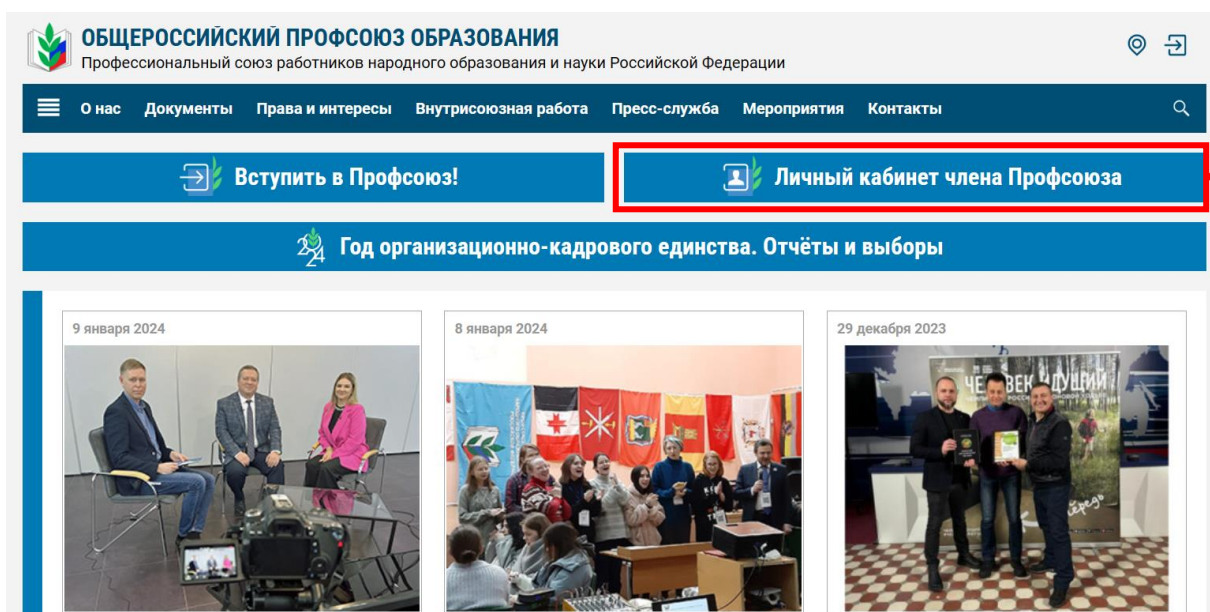 ОБЩЕРОССИЙСКИЙ ПРОФСОЮЗ ОБРАЗОВАНИЯ
Профессиональный союз работников народного образования и науки Российской Федерации
О нас Документы Права и интересы Внутрисоюзная работа Пресс-служба Мероприятия Контакты
Вступить в Профсоюз! Личный кабинет члена Профсоюза
2024 Год организационно-кадрового единства. Отчёты и выборы
9 января 2024 8 января 2024 29 декабря 2023